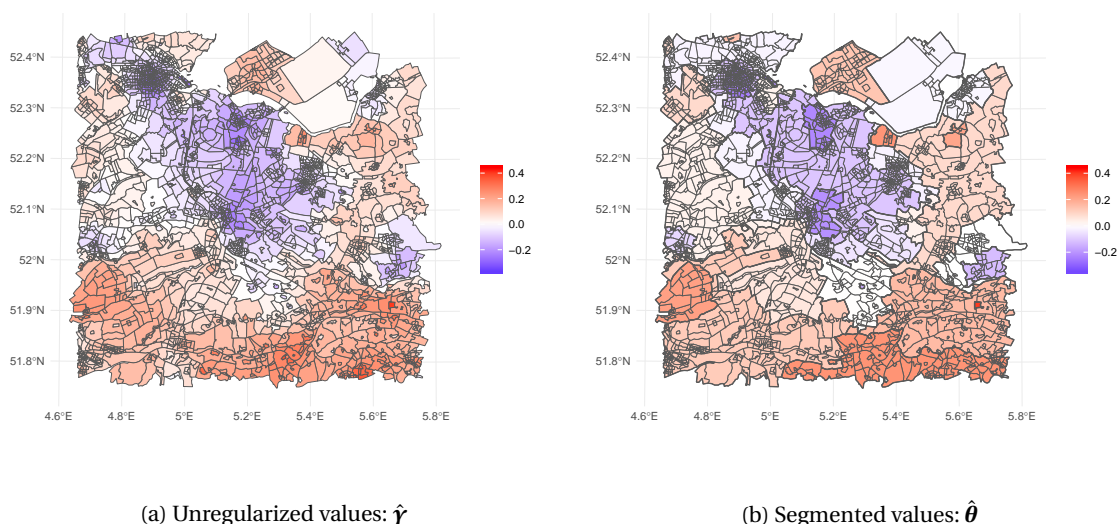 52.4°N
52.3°N
52.2°N
52.1°N
52°N
51.9°N
51.8°N
4.6°E 4.8°E 5°E 5.2°E 5.4°E 5.6°E 5.8°E
0.4
0.2
0.0
−0.2
(a) Unregularized values: γ̂
52.4°N
52.3°N
52.2°N
52.1°N
52°N
51.9°N
51.8°N
4.6°E 4.8°E 5°E 5.2°E 5.4°E 5.6°E 5.8°E
0.4
0.2
0.0
−0.2
(b) Segmented values: θ̂